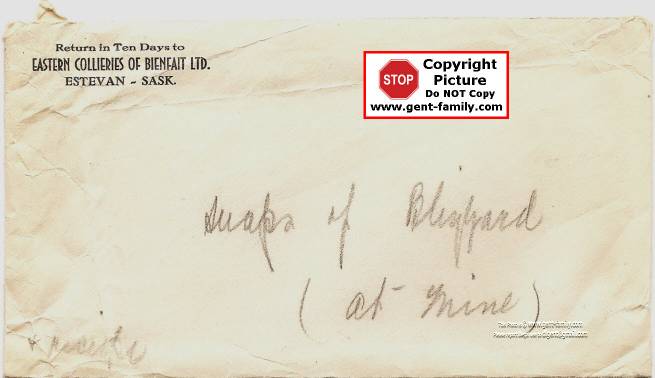 Return in Ten Days to
EASTERN COLLIERIES OF BIENFAIT LTD.
ESTEVAN - SASK.
STOP
Copyright
Picture
Do NOT Copy
www.gent-family.com
Snaps of Blizzard
(at Mine)